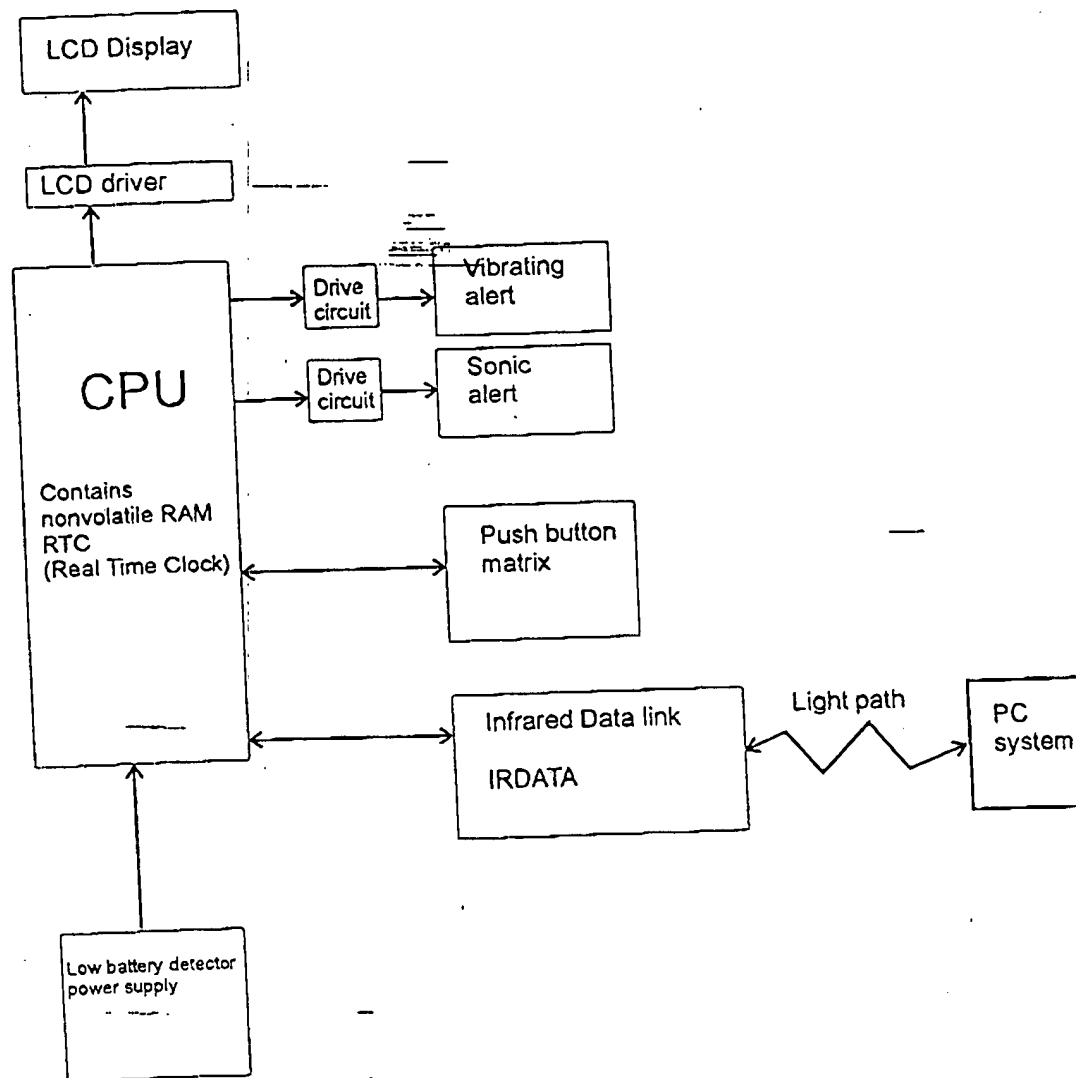 LCD Display
LCD driver
Drive
circuit
Vibrating
alert
Drive
circuit
Sonic
alert
CPU
Contains
nonvolatile RAM
RTC
(Real Time Clock)
Push button
matrix
Infrared Data link
IRDATA
Light path
PC
system
Low battery detector
power supply